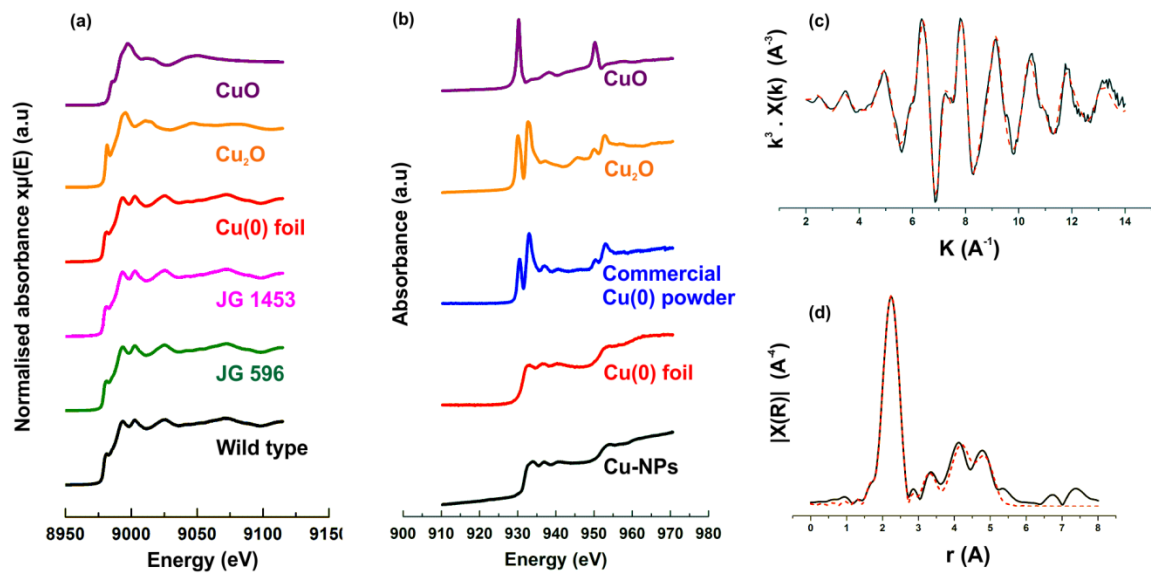 (a)
Normalised absorbance xμ(E) (a.u)
CuO
Cu₂O
Cu(0) foil
JG 1453
JG 596
Wild type
8950 9000 9050 9100 9150
Energy (eV)
(b)
Absorbance (a.u)
CuO
Cu₂O
Commercial
Cu(0) powder
Cu(0) foil
Cu-NPs
900 910 920 930 940 950 960 970 980
Energy (eV)
(c)
k³ . X(k) (A⁻³)
2 4 6 8 10 12 14
K (A⁻¹)
(d)
|X(R)| (A⁻⁴)
0 1 2 3 4 5 6 7 8
r (A)